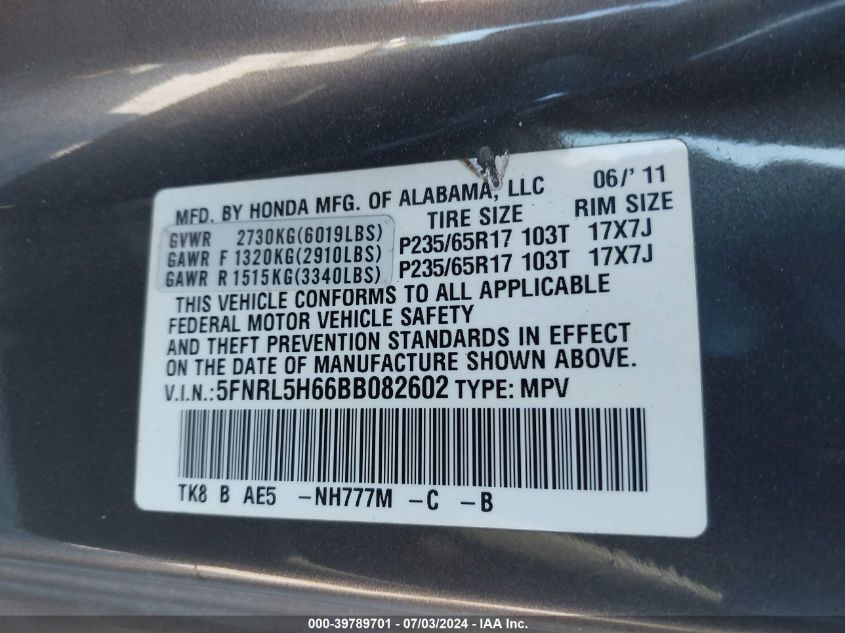 MFD. BY HONDA MFG. OF ALABAMA, LLC 06/' 11
TIRE SIZE RIM SIZE
GVWR 2730KG(6019LBS)
GAWR F 1320KG(2910LBS) P235/65R17 103T 17X7J
GAWR R 1515KG(3340LBS) P235/65R17 103T 17X7J
THIS VEHICLE CONFORMS TO ALL APPLICABLE
FEDERAL MOTOR VEHICLE SAFETY
AND THEFT PREVENTION STANDARDS IN EFFECT
ON THE DATE OF MANUFACTURE SHOWN ABOVE.
V.I.N.: 5FNRL5H66BB082602 TYPE: MPV
TK8 B AE5 -NH777M -C -B
000-39789701 - 07/03/2024 - IAA Inc.